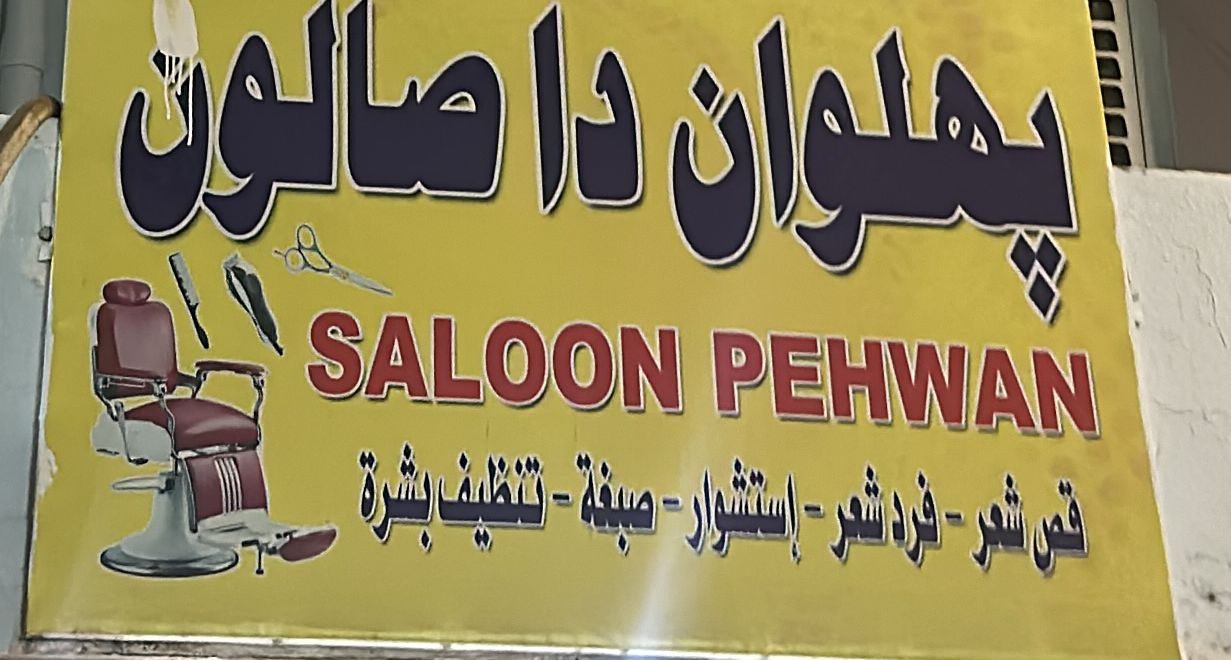 پهلوان دا صالون
SALOON PEHWAN
قص شعر - فرد شعر - إستشوار - صبغة - تنظيف بشرة